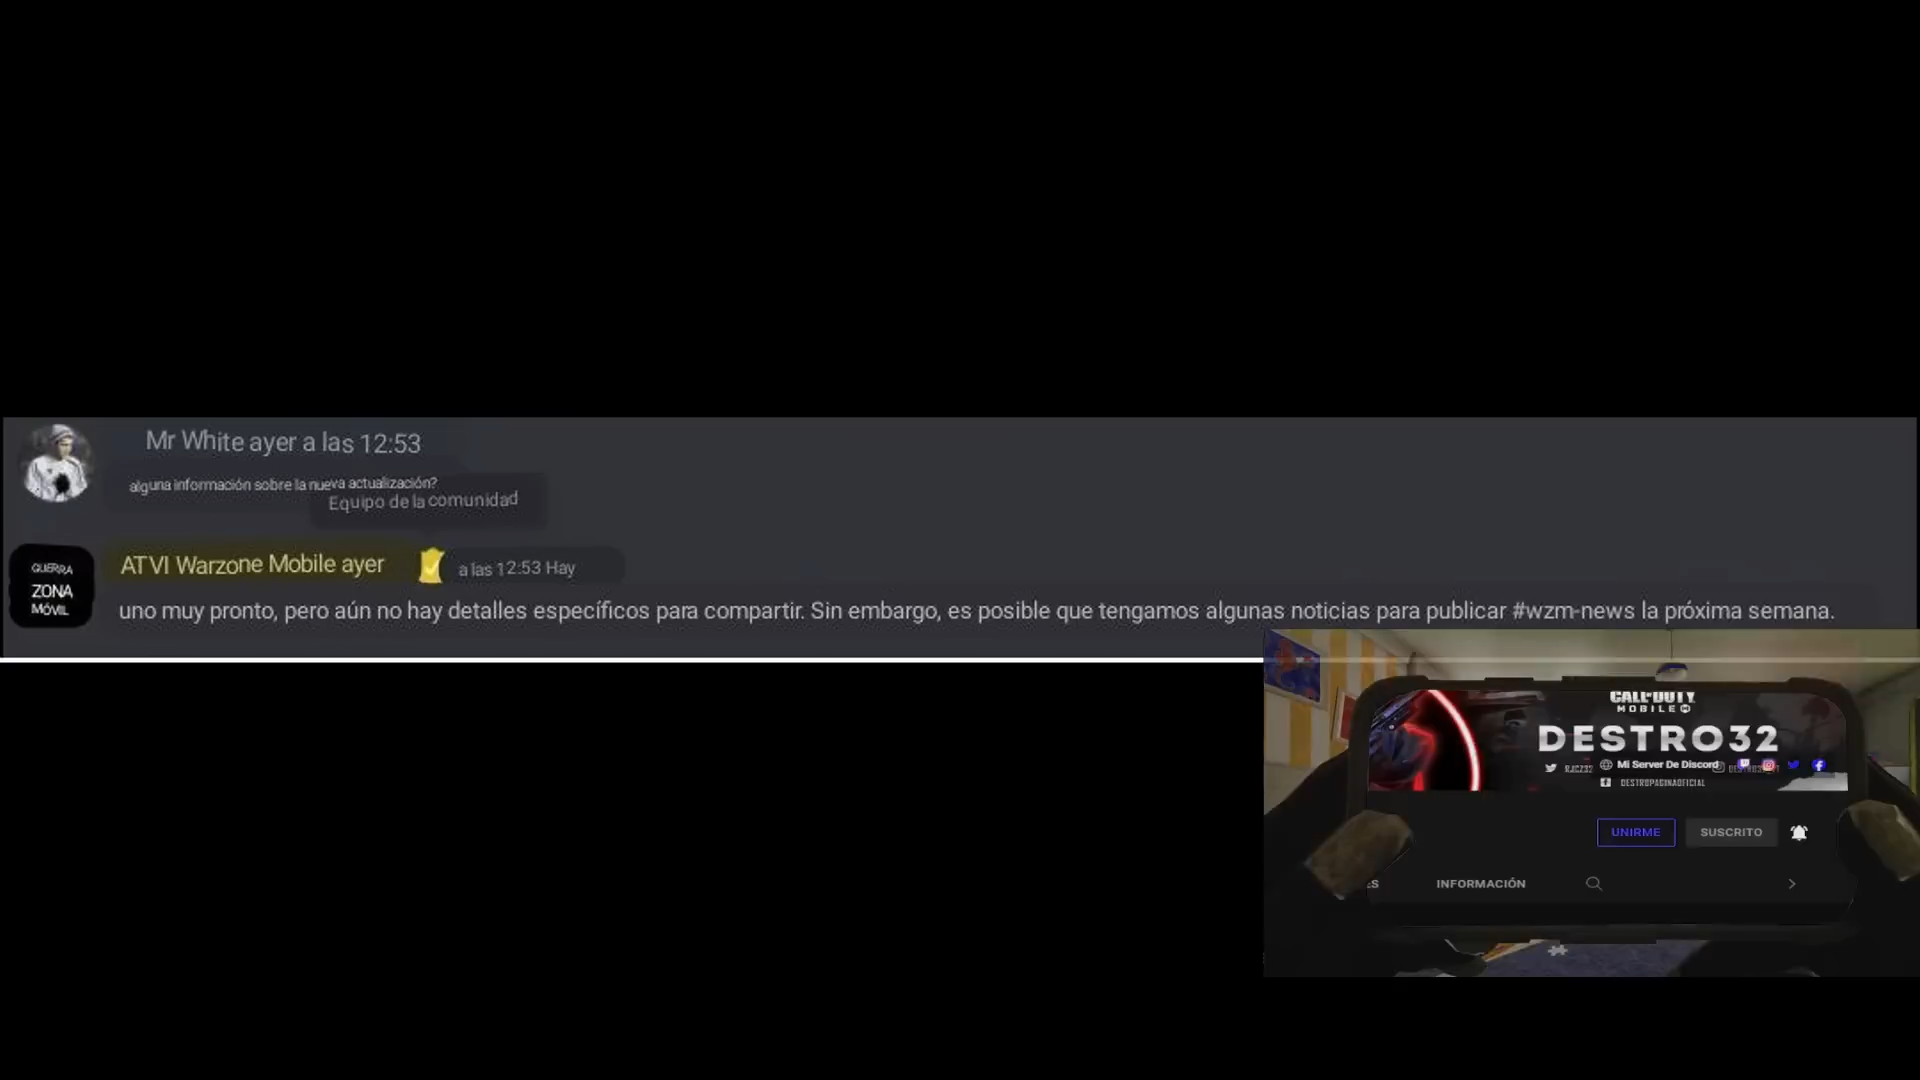 Mr White ayer a las 12:53
alguna información sobre la nueva actualización?
Equipo de la comunidad
GUERRA
ZONA
MÓVIL
ATVI Warzone Mobile ayer a las 12:53 Hay
uno muy pronto, pero aún no hay detalles específicos para compartir. Sin embargo, es posible que tengamos algunas noticias para publicar #wzm-news la próxima semana.
CALL OF DUTY
MOBILE
DESTRO32
RJCZ32 Mi Server De Discord
DESTROPAGINAOFICIAL
UNIRME SUSCRITO
ES INFORMACIÓN